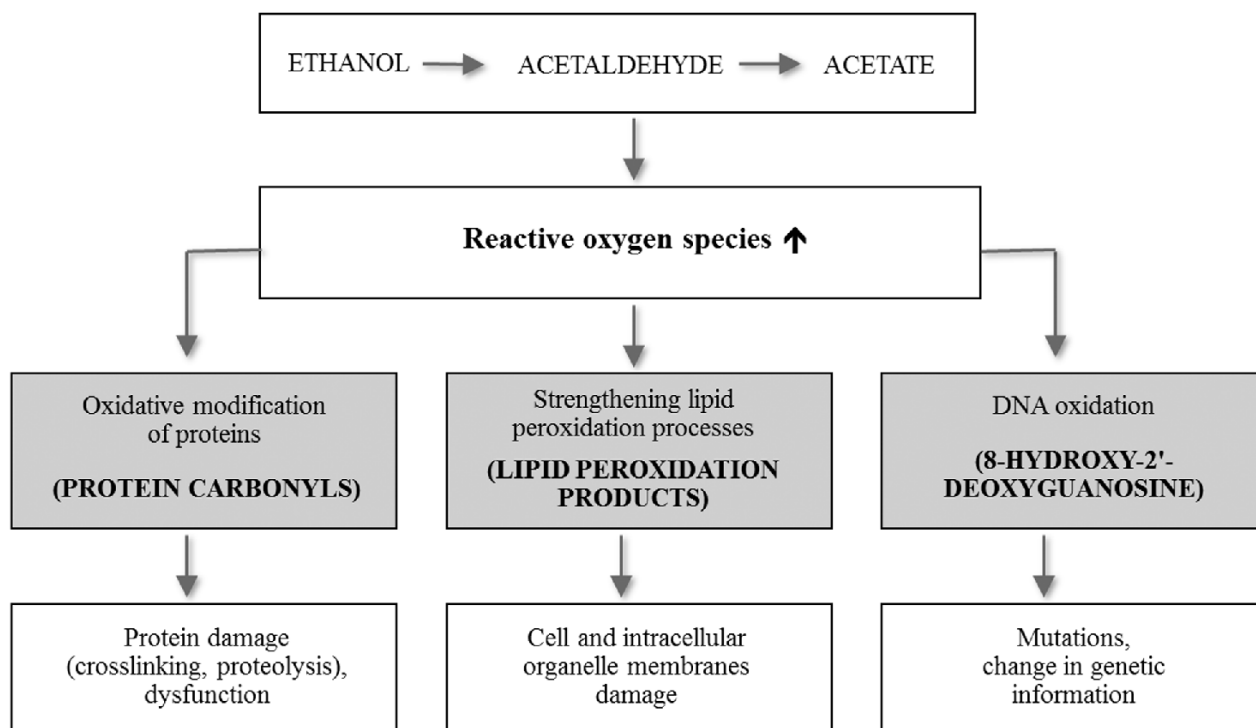 ETHANOL → ACETALDEHYDE → ACETATE
Reactive oxygen species ↑
Oxidative modification
of proteins
(PROTEIN CARBONYLS)
Strengthening lipid
peroxidation processes
(LIPID PEROXIDATION
PRODUCTS)
DNA oxidation
(8-HYDROXY-2'-
DEOXYGUANOSINE)
Protein damage
(crosslinking, proteolysis),
dysfunction
Cell and intracellular
organelle membranes
damage
Mutations,
change in genetic
information